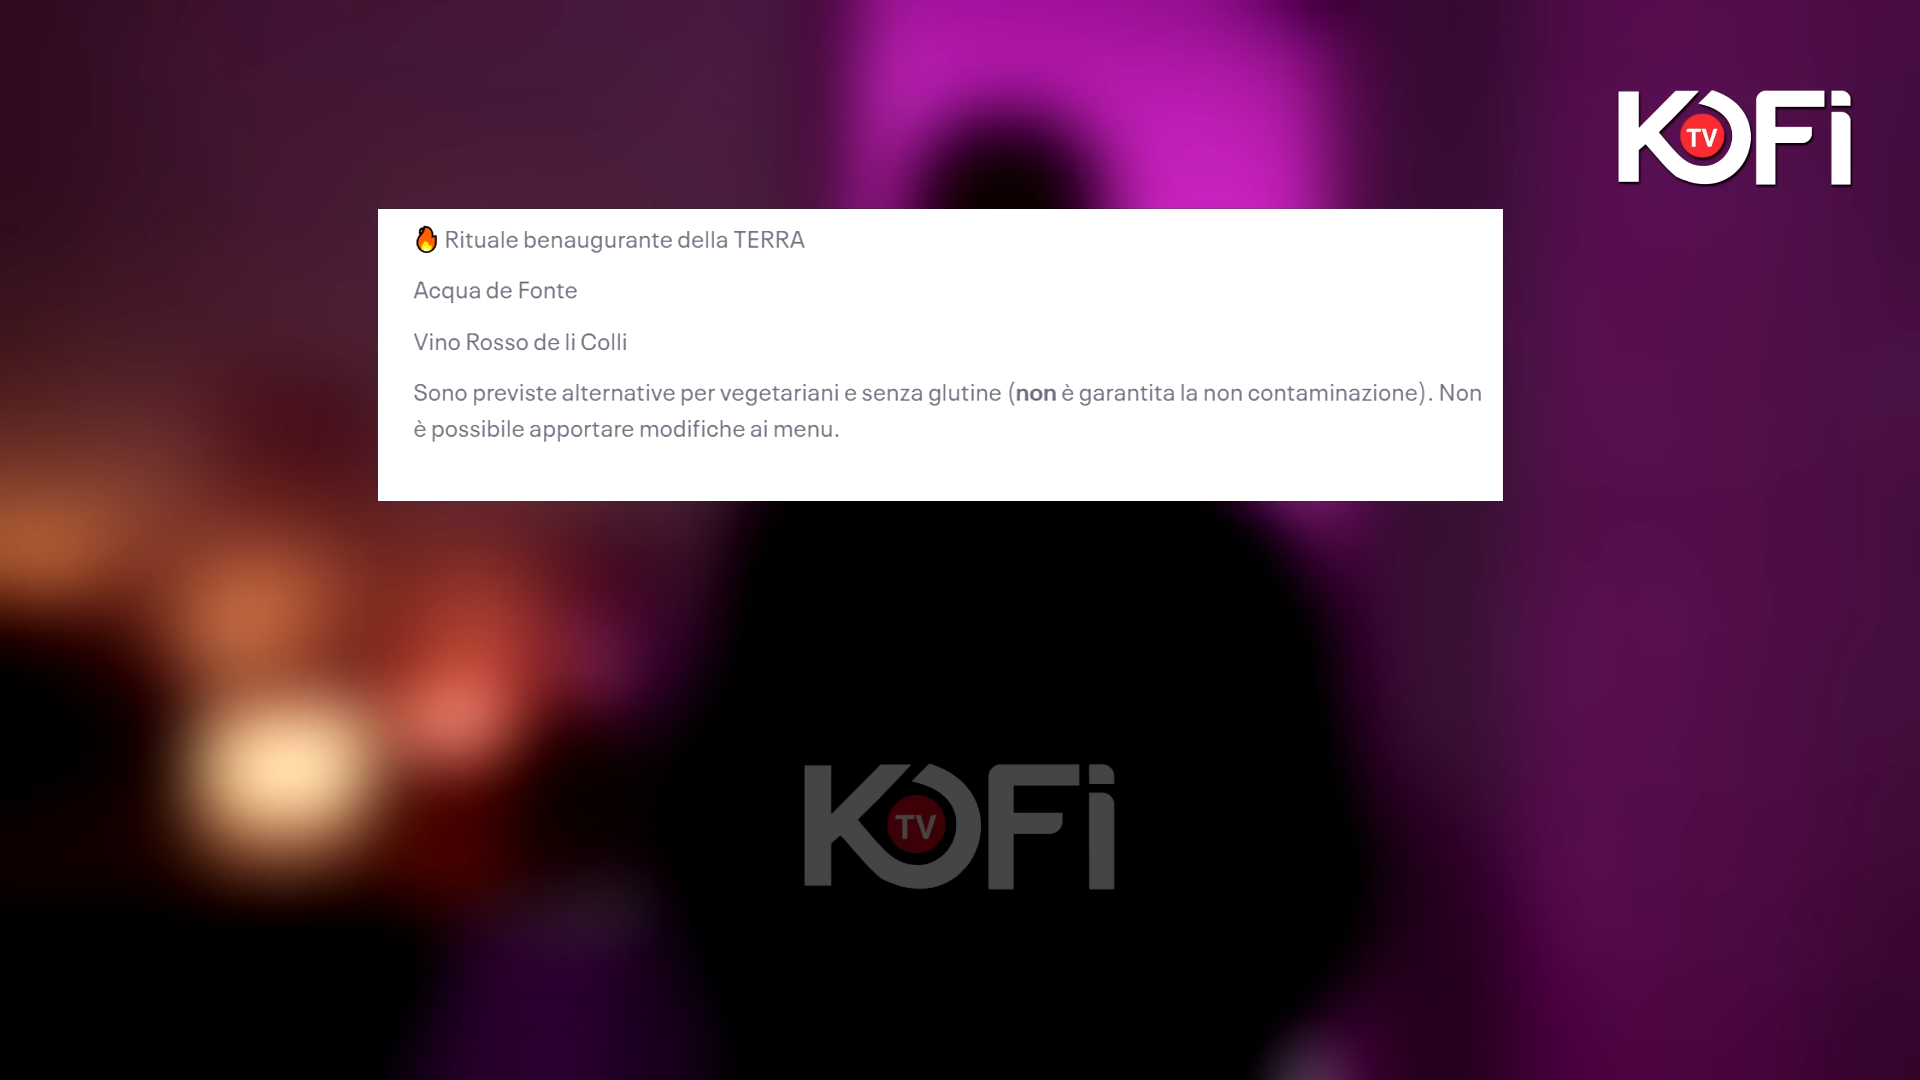 KOFi
TV
🔥 Rituale benaugurante della TERRA
Acqua de Fonte
Vino Rosso de li Colli
Sono previste alternative per vegetariani e senza glutine (non è garantita la non contaminazione). Non
è possibile apportare modifiche ai menu.
KOFi
TV